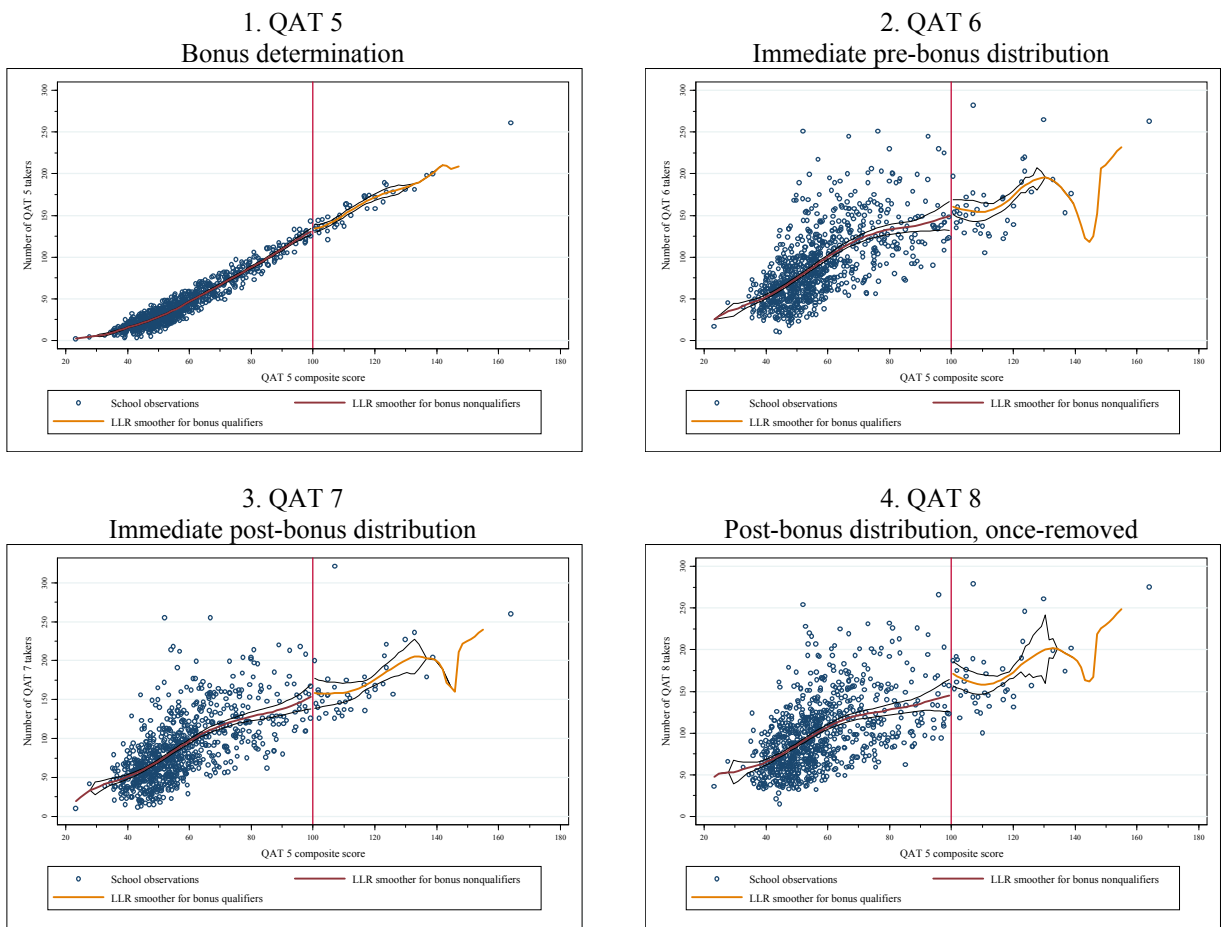 1. QAT 5
Bonus determination
Number of QAT 5 takers
300
250
200
150
100
50
0
20 40 60 80 100 120 140 160 180
QAT 5 composite score
School observations LLR smoother for bonus nonqualifiers
LLR smoother for bonus qualifiers
2. QAT 6
Immediate pre-bonus distribution
Number of QAT 6 takers
300
250
200
150
100
50
0
20 40 60 80 100 120 140 160 180
QAT 5 composite score
School observations LLR smoother for bonus nonqualifiers
LLR smoother for bonus qualifiers
3. QAT 7
Immediate post-bonus distribution
Number of QAT 7 takers
300
250
200
150
100
50
0
20 40 60 80 100 120 140 160 180
QAT 5 composite score
School observations LLR smoother for bonus nonqualifiers
LLR smoother for bonus qualifiers
4. QAT 8
Post-bonus distribution, once-removed
Number of QAT 8 takers
300
250
200
150
100
50
0
20 40 60 80 100 120 140 160 180
QAT 5 composite score
School observations LLR smoother for bonus nonqualifiers
LLR smoother for bonus qualifiers